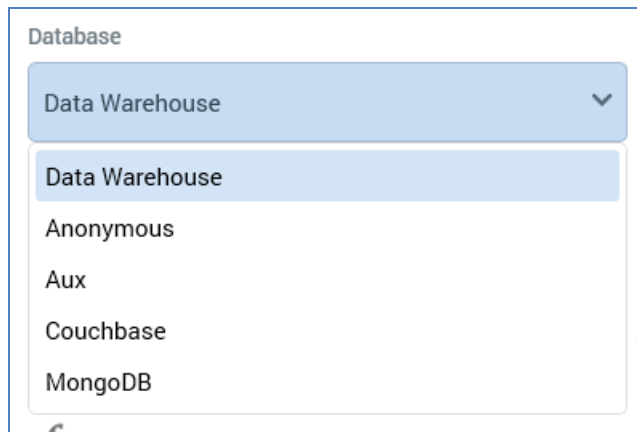 Database
Data Warehouse
Data Warehouse
Anonymous
Aux
Couchbase
MongoDB